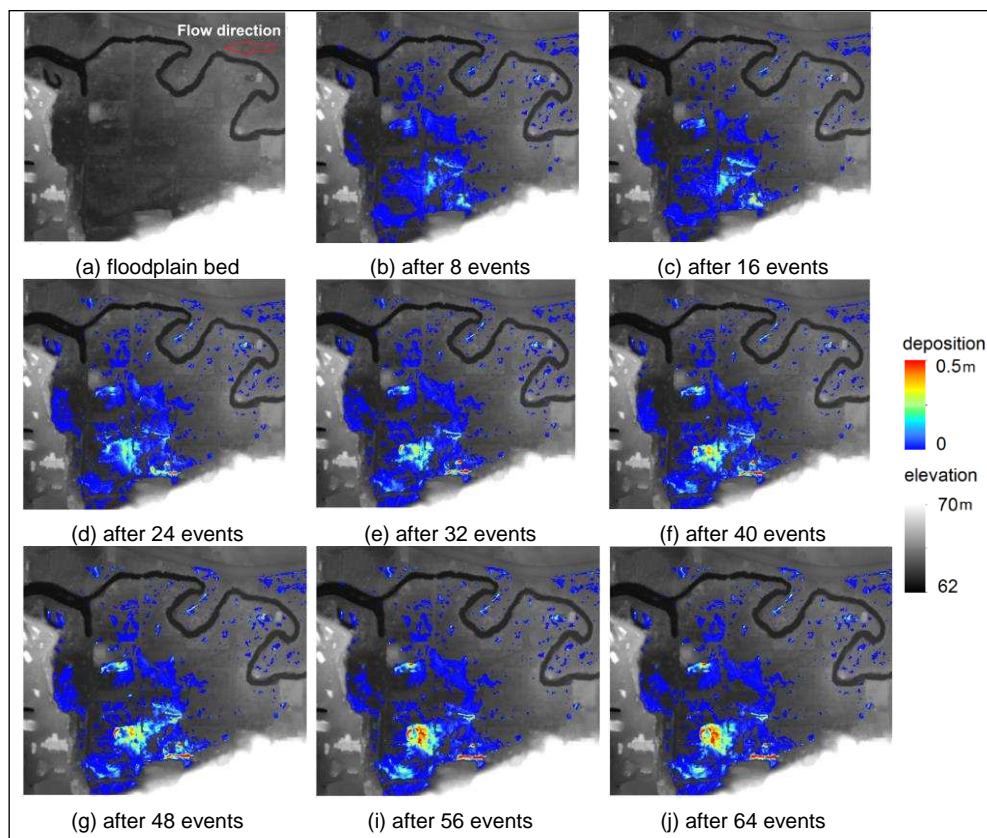 Flow direction
(a) floodplain bed
(b) after 8 events
(c) after 16 events
(d) after 24 events
(e) after 32 events
(f) after 40 events
deposition
0.5m
0
elevation
70m
62
(g) after 48 events
(i) after 56 events
(j) after 64 events